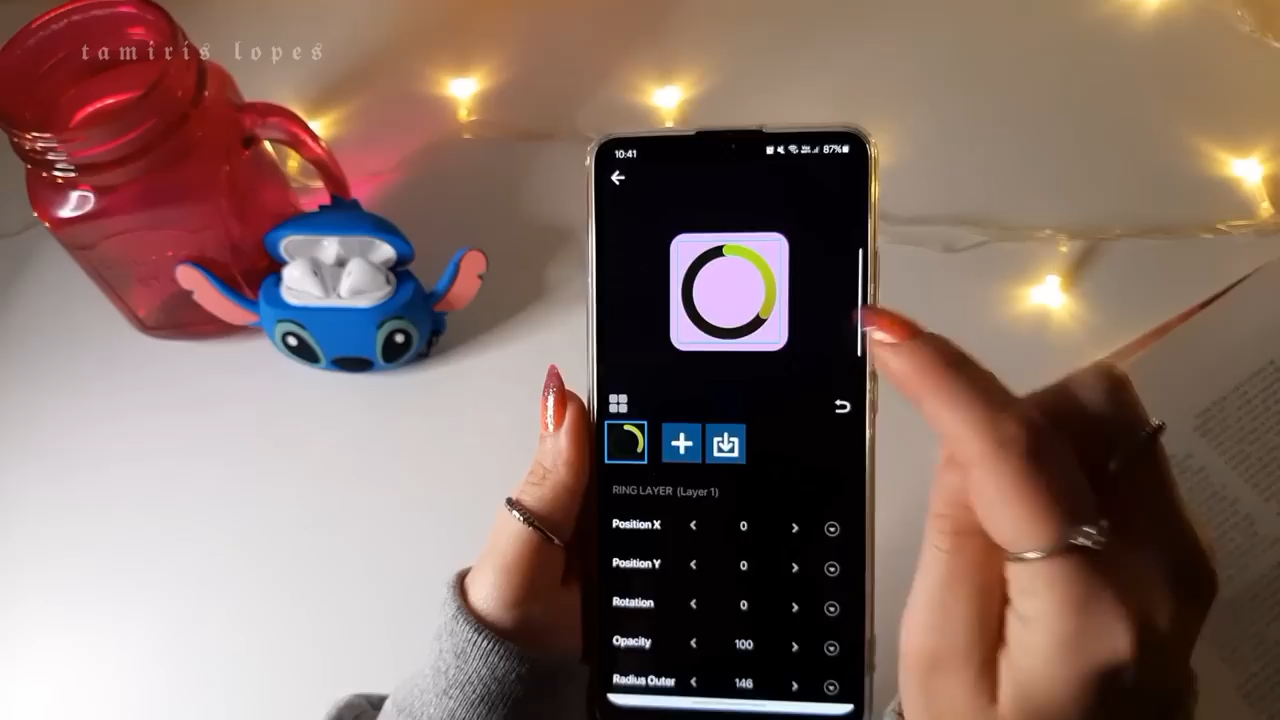 tamiris lopes
10:41
87%
RING LAYER (Layer 1)
Position X 0
Position Y 0
Rotation 0
Opacity 100
Radius Outer 146